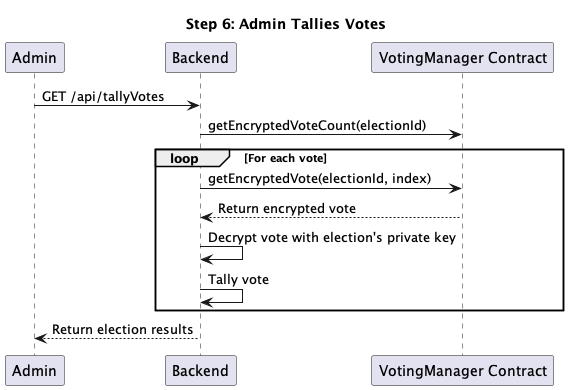 Step 6: Admin Tallies Votes
Admin
Backend
VotingManager Contract
GET /api/tallyVotes
getEncryptedVoteCount(electionId)
loop
[For each vote]
getEncryptedVote(electionId, index)
Return encrypted vote
Decrypt vote with election's private key
Tally vote
Return election results
Admin
Backend
VotingManager Contract